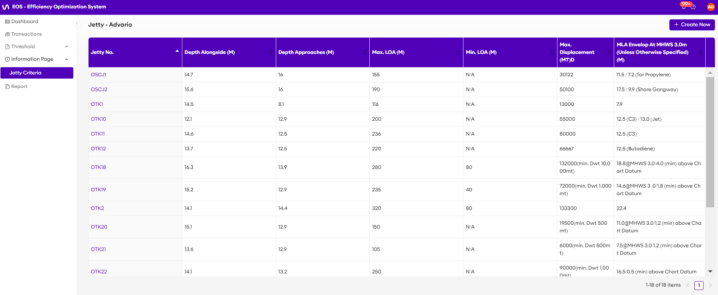 EOS - Efficiency Optimization System
99+
AD
Dashboard
Transactions
Threshold
Information Page
Jetty Criteria
Report
Jetty - Advario
+ Create New
Jetty No. Depth Alongside (M) Depth Approaches (M) Max. LOA (M) Min. LOA (M) Max. Displacement (MT)D MLA Envelop At MHWS 3.0m (Unless Otherwise Specified) (M)
OSCJ1 14.7 16 155 N/A 30122 11.5 - 7.2 (for Propylene)
OSCJ2 15.6 16 190 N/A 50100 17.5 : 9.9 (Shore Gangway)
OTK1 14.5 8.1 116 N/A 13000 7.9
OTK10 12.1 12.9 200 N/A 55000 12.5 (C3) : 13.0 (Jet)
OTK11 14.6 12.5 236 N/A 80000 12.5 (C3)
OTK12 13.7 12.5 220 N/A 66667 12.5 (Butadiene)
OTK18 16.3 13.9 280 80 132000(min. Dwt 10,000mt) 18.8@MHWS 3.0:4.0 (min) above Chart Datum
OTK19 15.2 12.9 235 40 72000(min. Dwt 1,000mt) 14.6@MHWS 3.0:1.8 (min) above Chart Datum
OTK2 14.1 14.4 320 80 133300 22.4
OTK20 15.1 12.9 150 N/A 19500(min. Dwt 500mt) 11.0@MHWS 3.0:1.2 (min) above Chart Datum
OTK21 13.6 12.9 105 N/A 6000(min. Dwt 500mt) 7.5@MHWS 3.0:1.2 (min) above Chart Datum
OTK22 14.1 13.2 250 N/A 90000(min. Dwt 1,000mt) 16.5:0.5 (min) above Chart Datum
1-18 of 18 items
1